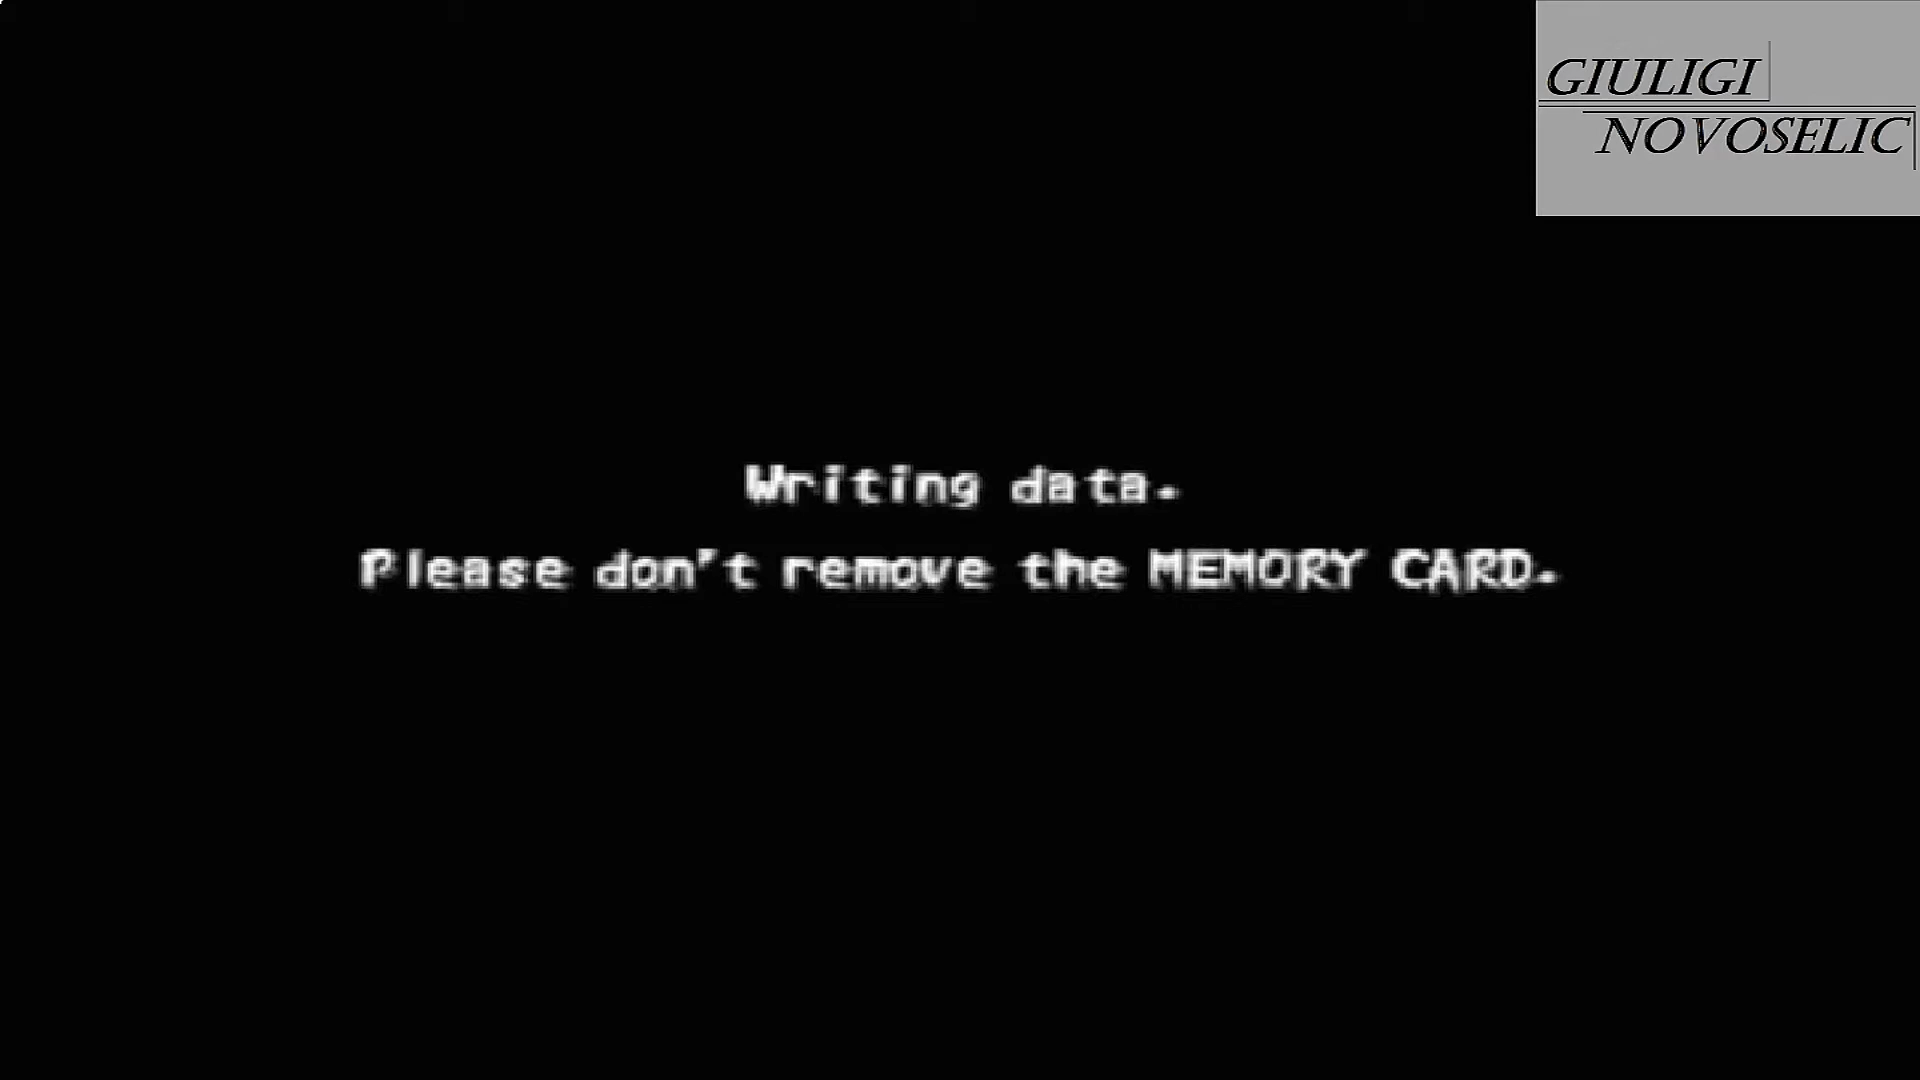 GIULIGI
NOVOSELIC
Writing data.
Please don't remove the MEMORY CARD.